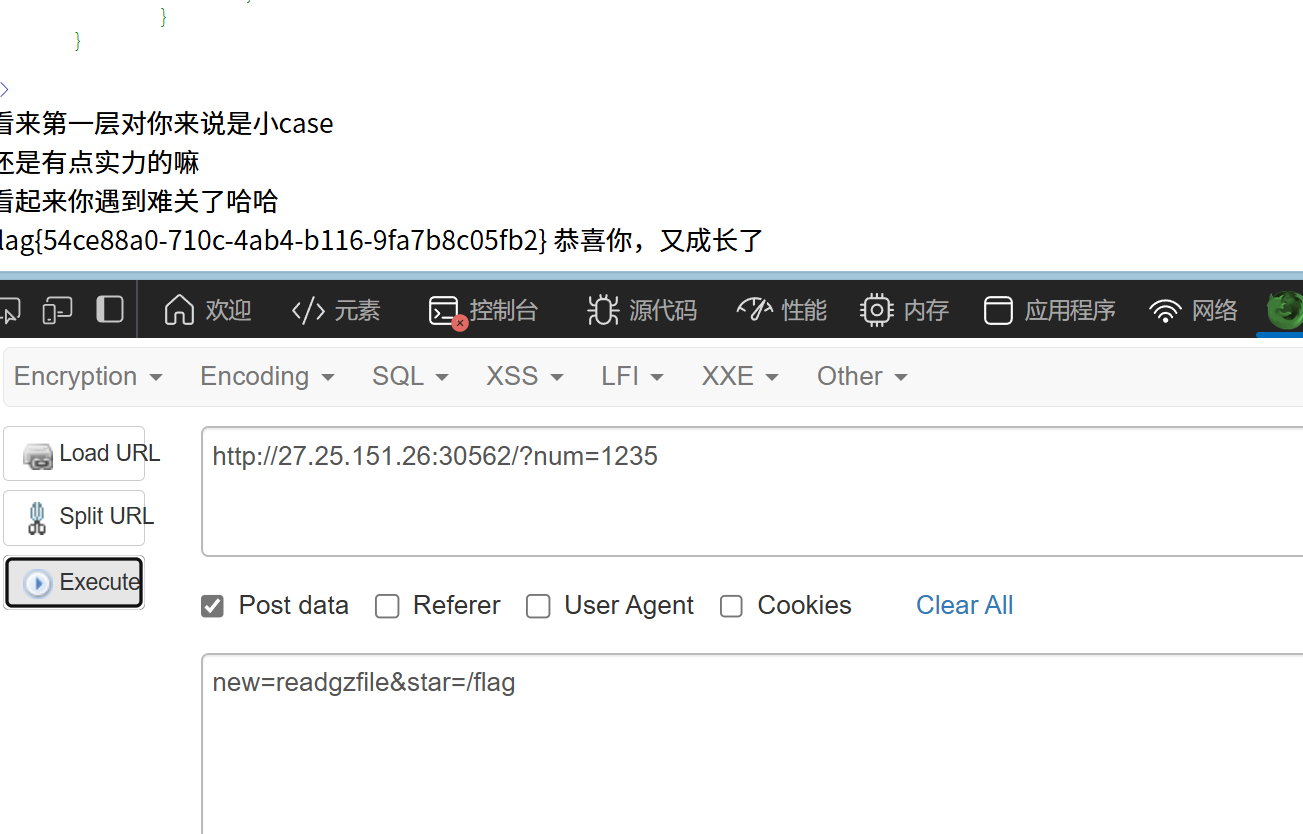 }
}
>
看来第一层对你来说是小case
还是有点实力的嘛
看起来你遇到难关了哈哈
lag{54ce88a0-710c-4ab4-b116-9fa7b8c05fb2} 恭喜你，又成长了
欢迎 </> 元素 控制台 源代码 性能 内存 应用程序 网络
Encryption Encoding SQL XSS LFI XXE Other
Load URL
http://27.25.151.26:30562/?num=1235
Split URL
Execute
Post data Referer User Agent Cookies Clear All
new=readgzfile&star=/flag